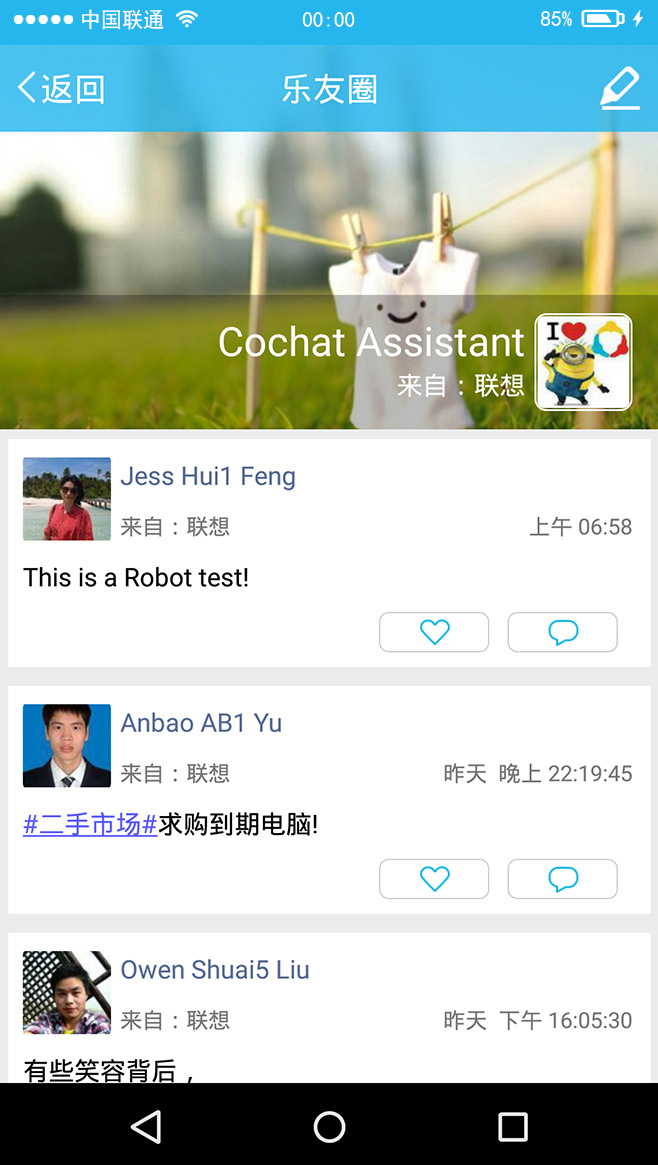 中国联通
00:00
85%
返回
乐友圈
Cochat Assistant
来自：联想
I
Jess Hui1 Feng
来自：联想
上午 06:58
This is a Robot test!
Anbao AB1 Yu
来自：联想
昨天 晚上 22:19:45
#二手市场#求购到期电脑!
Owen Shuai5 Liu
来自：联想
昨天 下午 16:05:30
有些笑容背后，